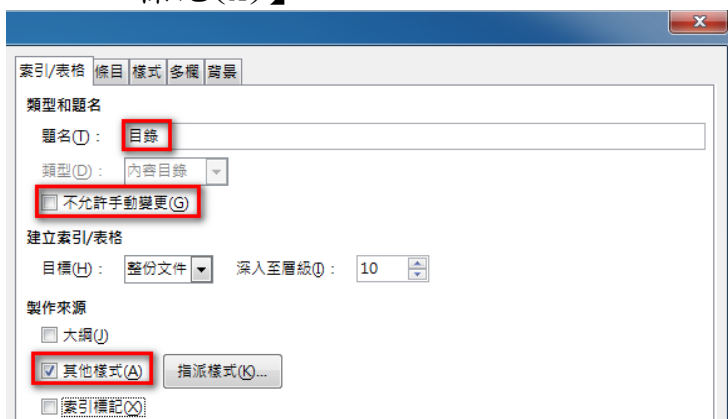 索引/表格 條目 樣式 多欄 背景
類型和題名
題名(T)： 目錄
類型(D)： 內容目錄
不允許手動變更(G)
建立索引/表格
目標(H)： 整份文件 深入至層級(I)： 10
製作來源
大綱(J)
其他樣式(A) 指派樣式(K)...
索引標記(X)